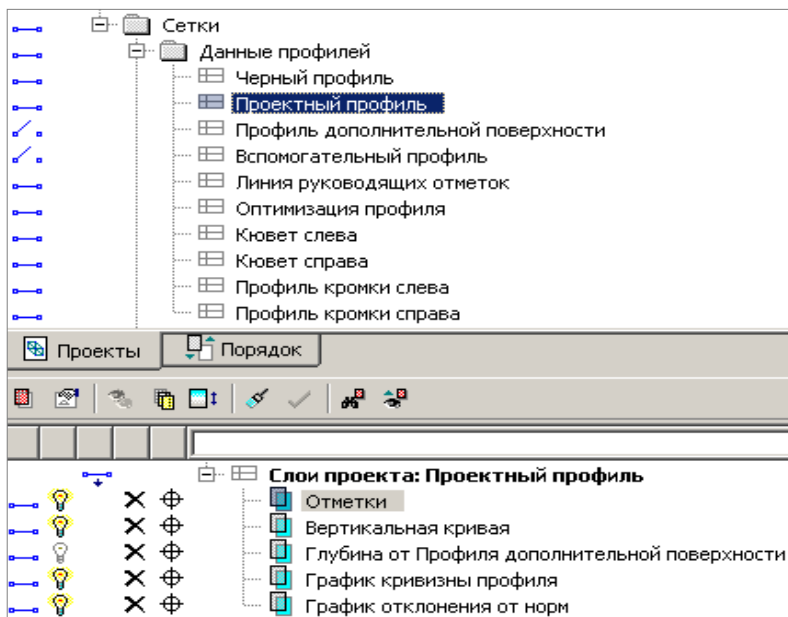 Сетки
Данные профилей
Черный профиль
Проектный профиль
Профиль дополнительной поверхности
Вспомогательный профиль
Линия руководящих отметок
Оптимизация профиля
Кювет слева
Кювет справа
Профиль кромки слева
Профиль кромки справа
Проекты Порядок
Слои проекта: Проектный профиль
Отметки
Вертикальная кривая
Глубина от Профиля дополнительной поверхности
График кривизны профиля
График отклонения от норм